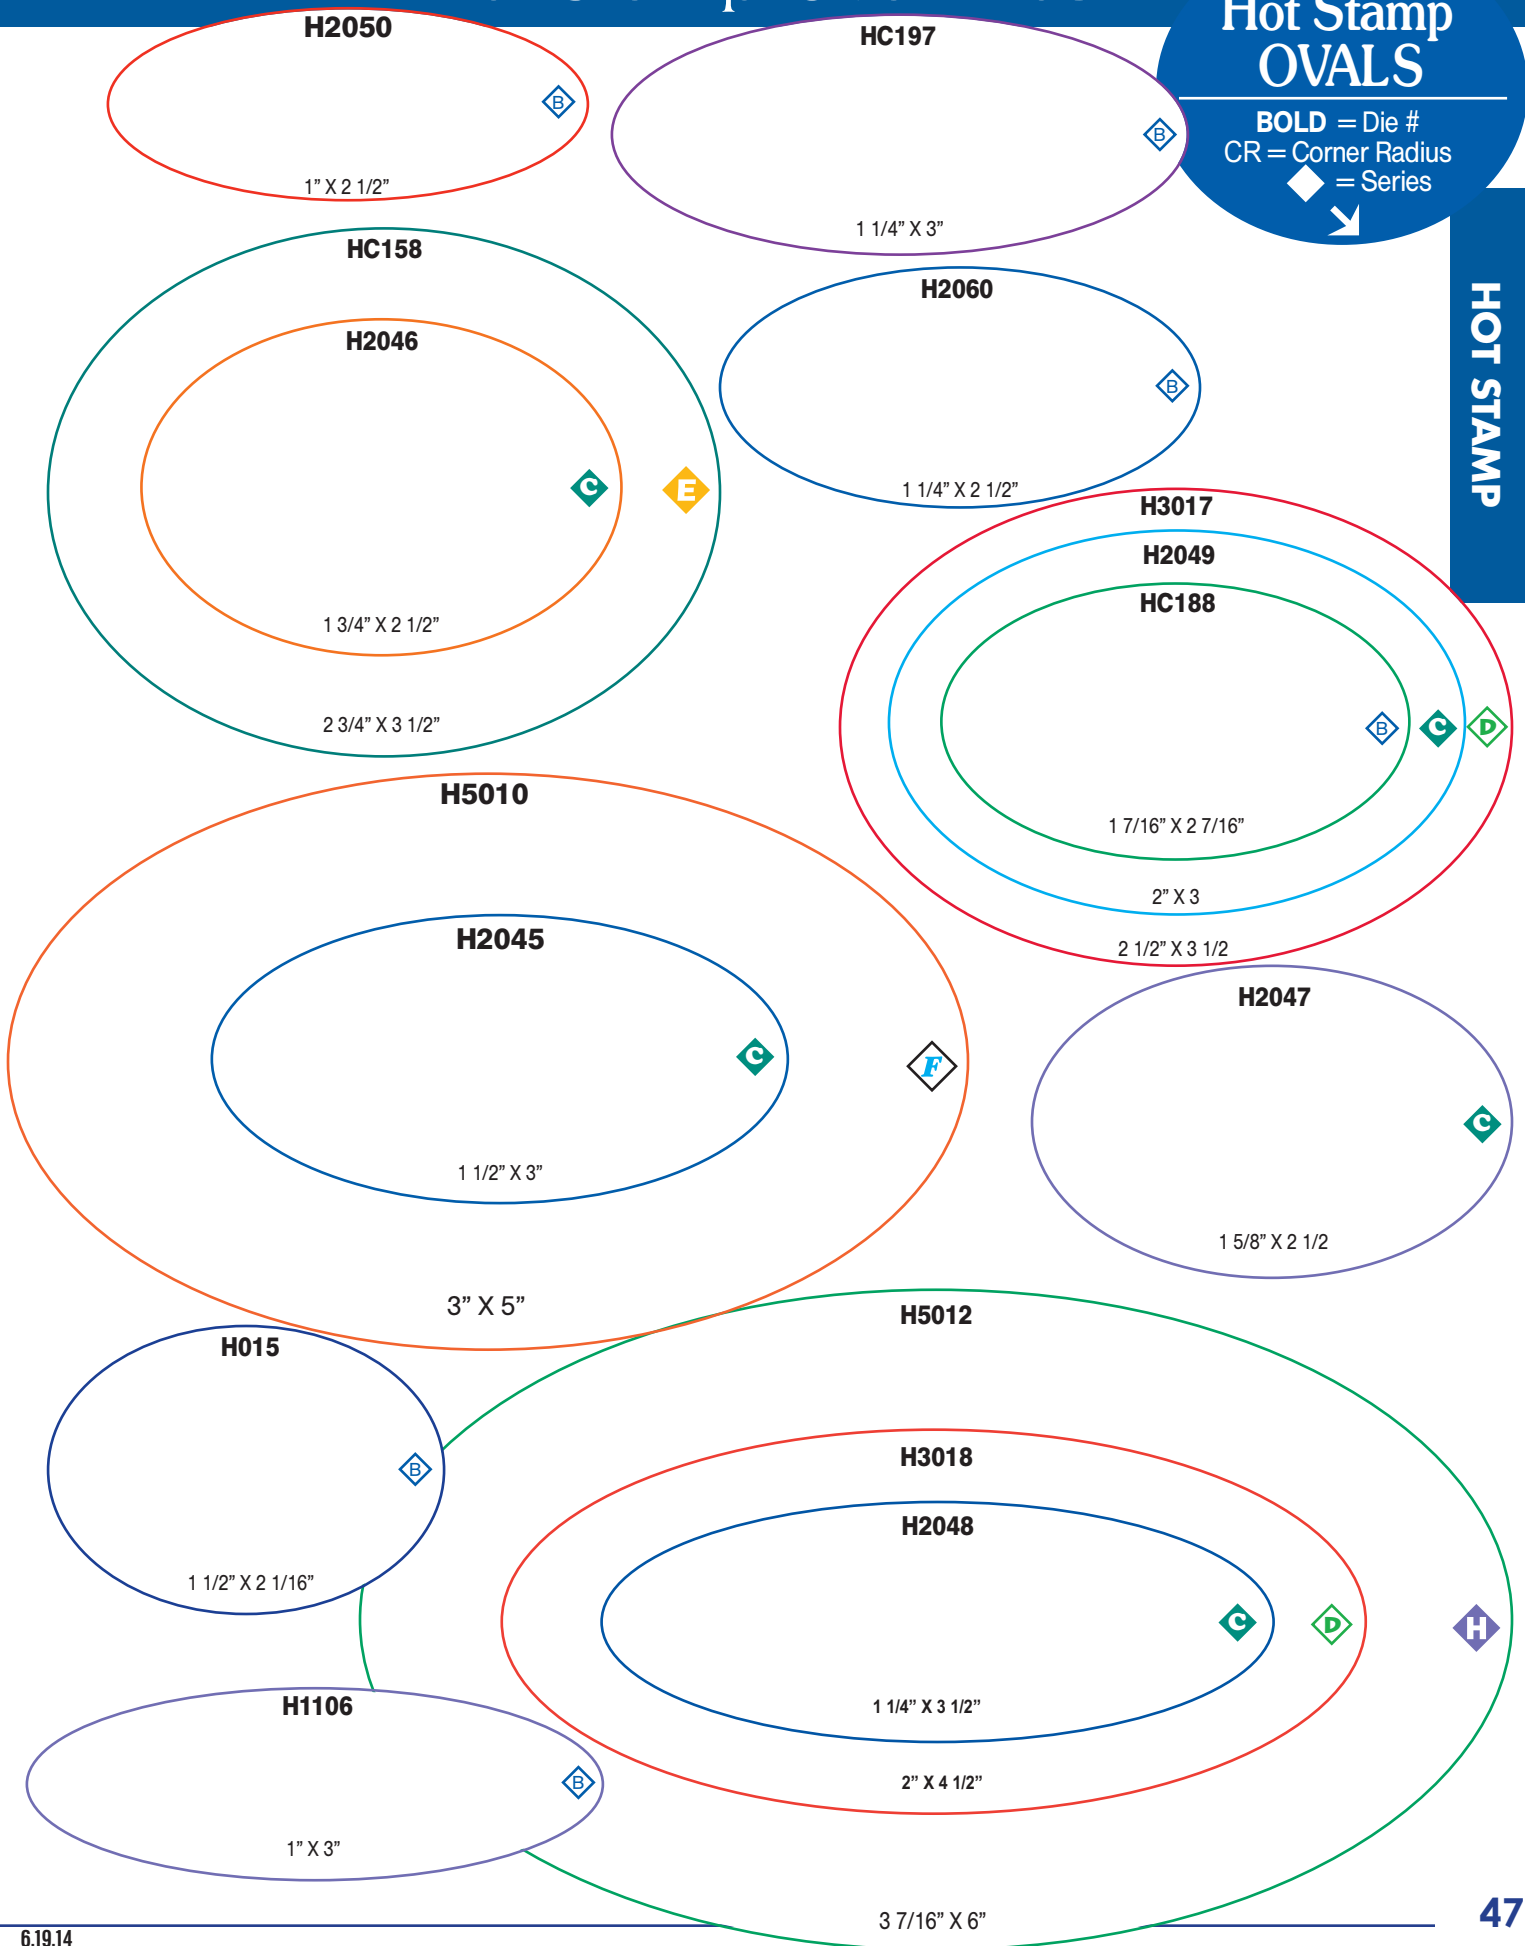 Hot Stamp
OVALS
BOLD = Die #
CR = Corner Radius
= Series
HOT STAMP
H2050
B
1” X 2 1/2”
HC197
B
1 1/4” X 3”
HC158
H2046
C
E
1 3/4” X 2 1/2”
2 3/4” X 3 1/2”
H2060
B
1 1/4” X 2 1/2”
H3017
H2049
HC188
B
C
D
1 7/16” X 2 7/16”
2” X 3
2 1/2” X 3 1/2
H5010
H2045
C
F
1 1/2” X 3”
3” X 5”
H2047
C
1 5/8” X 2 1/2
H015
B
1 1/2” X 2 1/16”
H5012
H3018
H2048
C
D
H
1 1/4” X 3 1/2”
2” X 4 1/2”
3 7/16” X 6”
H1106
B
1” X 3”
47
6.19.14